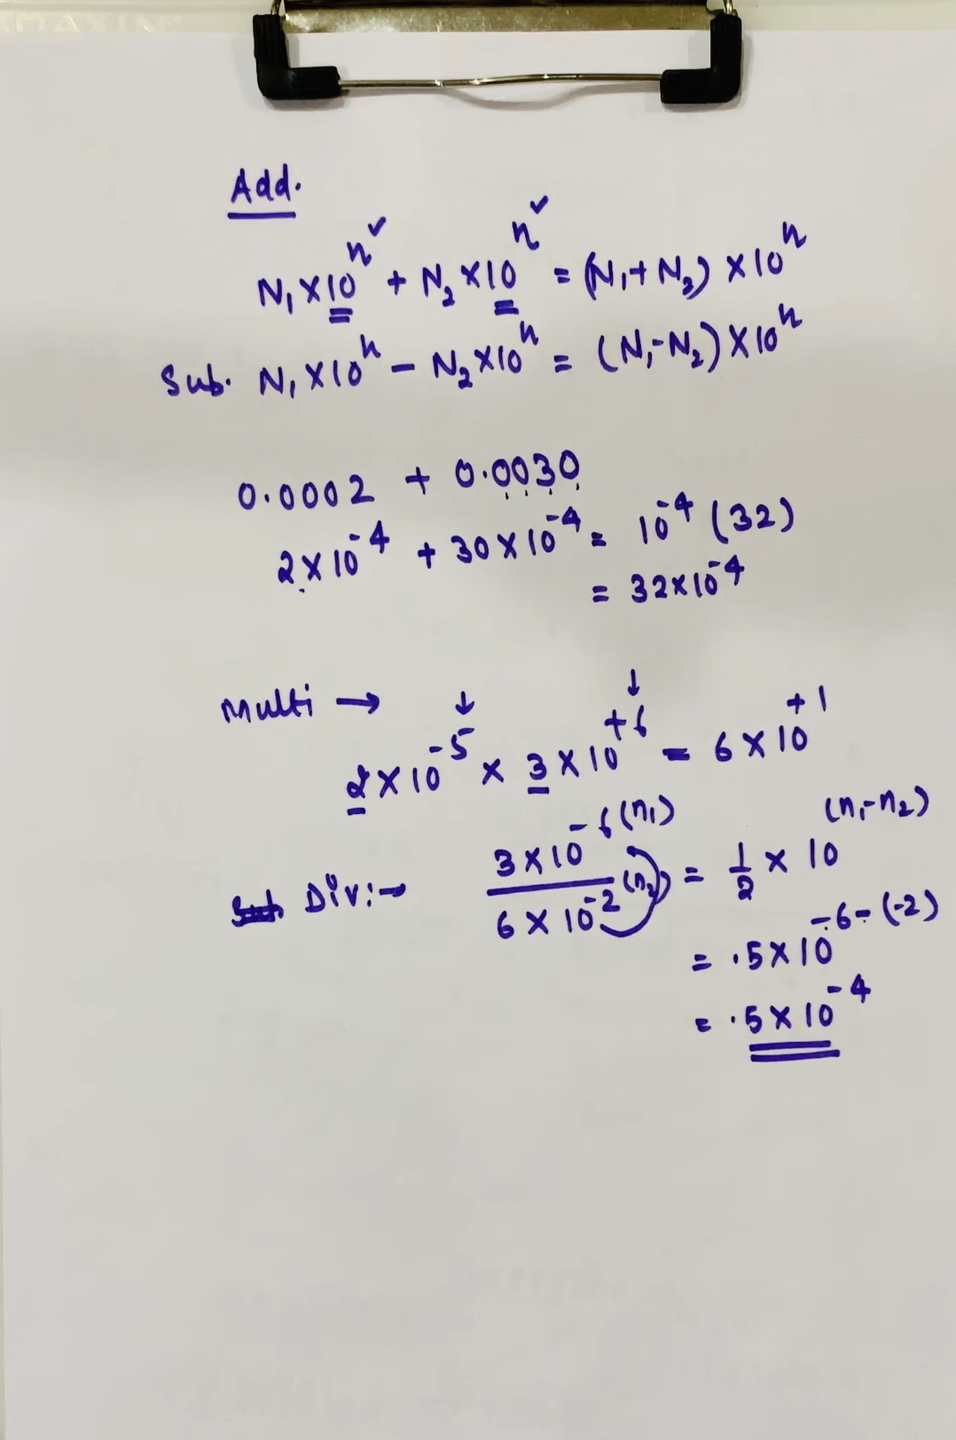 Add.
N₁ × 10ⁿ + N₂ × 10ⁿ = (N₁ + N₂) × 10ⁿ
Sub. N₁ × 10ⁿ − N₂ × 10ⁿ = (N₁ − N₂) × 10ⁿ
0.0002 + 0.0030
2 × 10⁻⁴ + 30 × 10⁻⁴ = 10⁻⁴ (32)
= 32 × 10⁻⁴
Multi → 2 × 10⁻⁵ × 3 × 10⁺⁶ = 6 × 10⁺¹
Div:- 3 × 10⁻⁶ (n₁) / 6 × 10⁻² (n₂) = 1/2 × 10⁽ⁿ₁⁻ⁿ₂⁾
= .5 × 10⁻⁶⁻⁽⁻²⁾
= .5 × 10⁻⁴